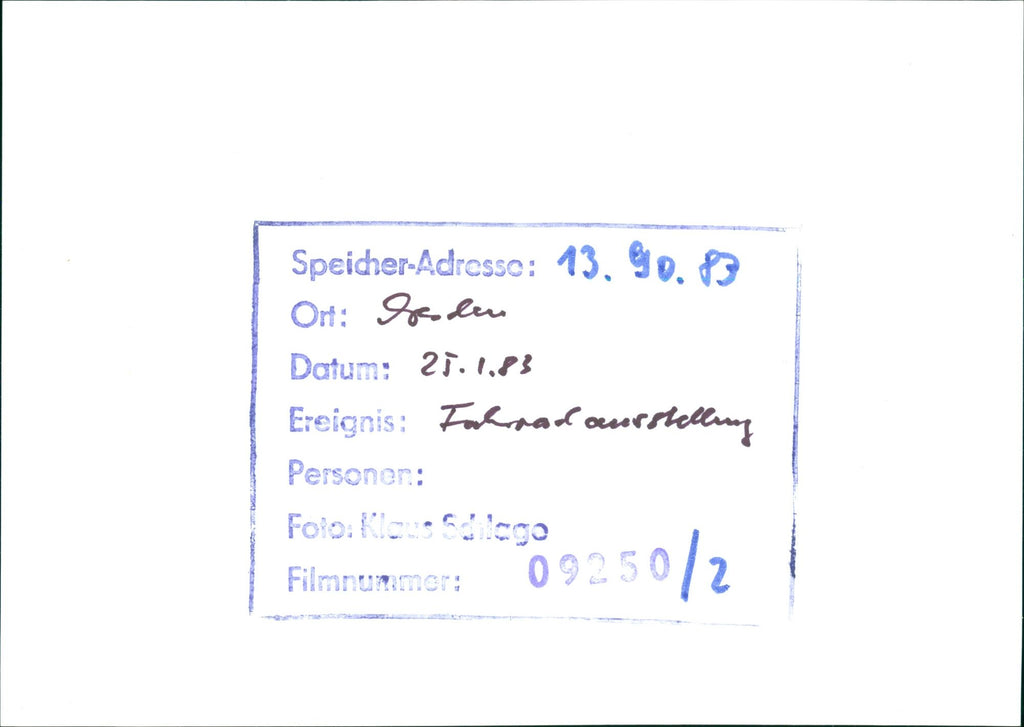 Speicher-Adresse: 13. 90. 83
Ort: Dresden
Datum: 25.1.83
Ereignis: Fahrradausstellung
Personen:
Foto: Klaus Schlage
Filmnummer: 09250/2